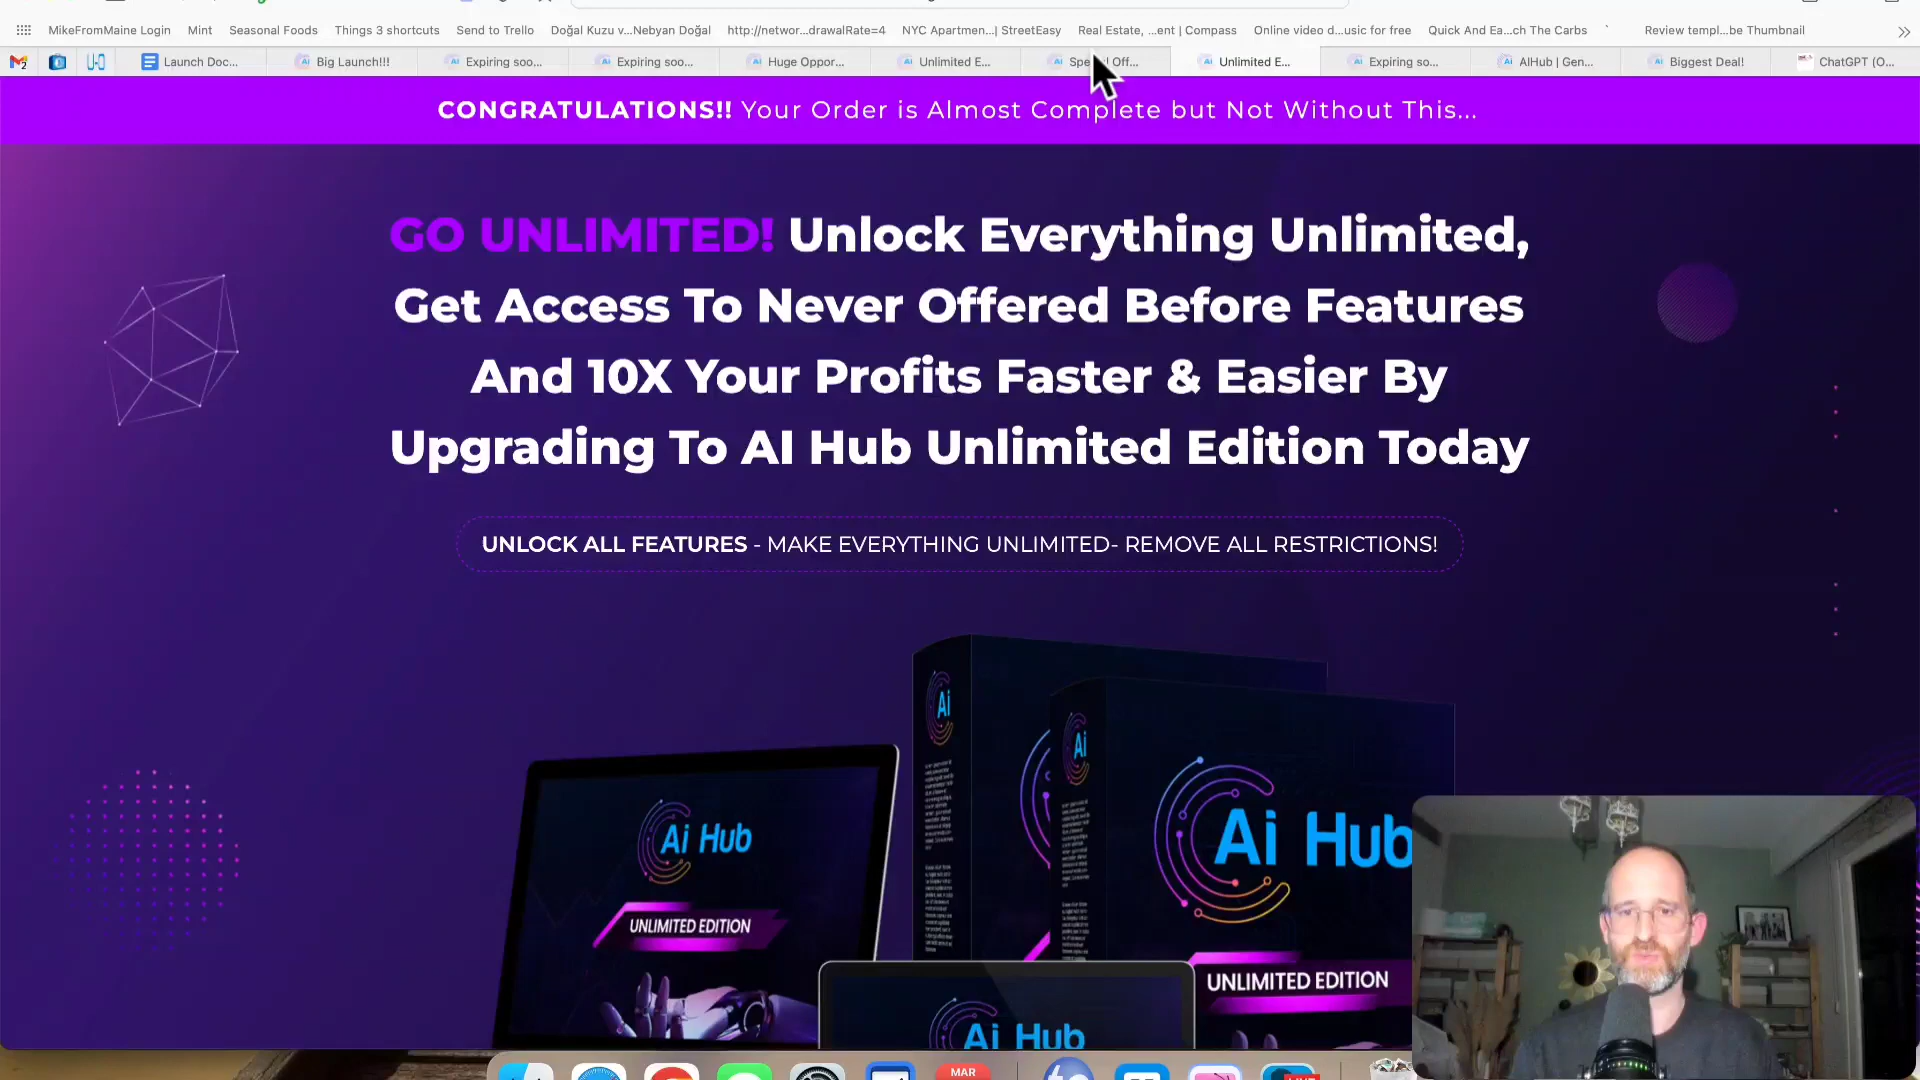 MikeFromMaine Login Mint Seasonal Foods Things 3 shortcuts Send to Trello Doğal Kuzu v...Nebyan Doğal http://networ...drawalRate=4 NYC Apartmen...| StreetEasy Real Estate, ...ent | Compass Online video d...usic for free Quick And Ea...ch The Carbs Review templ...be Thumbnail
Launch Doc... Big Launch!!! Expiring soo... Expiring soo... Huge Oppor... Unlimited E... Off... Unlimited E... Expiring so... AIHub | Gen... Biggest Deal! ChatGPT (O...
CONGRATULATIONS!! Your Order is Almost Complete but Not Without This...
GO UNLIMITED! Unlock Everything Unlimited,
Get Access To Never Offered Before Features
And 10X Your Profits Faster & Easier By
Upgrading To AI Hub Unlimited Edition Today
UNLOCK ALL FEATURES - MAKE EVERYTHING UNLIMITED- REMOVE ALL RESTRICTIONS!
Ai
Ai
Ai Hub
Ai Hub
UNLIMITED EDITION
UNLIMITED EDITION
Ai Hub
MAR